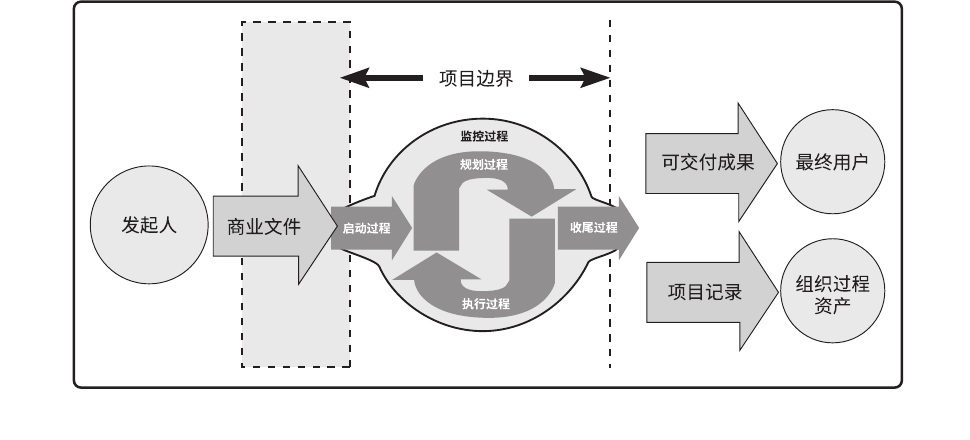 项目边界
监控过程
规划过程
发起人
商业文件
启动过程
收尾过程
执行过程
可交付成果
最终用户
项目记录
组织过程
资产